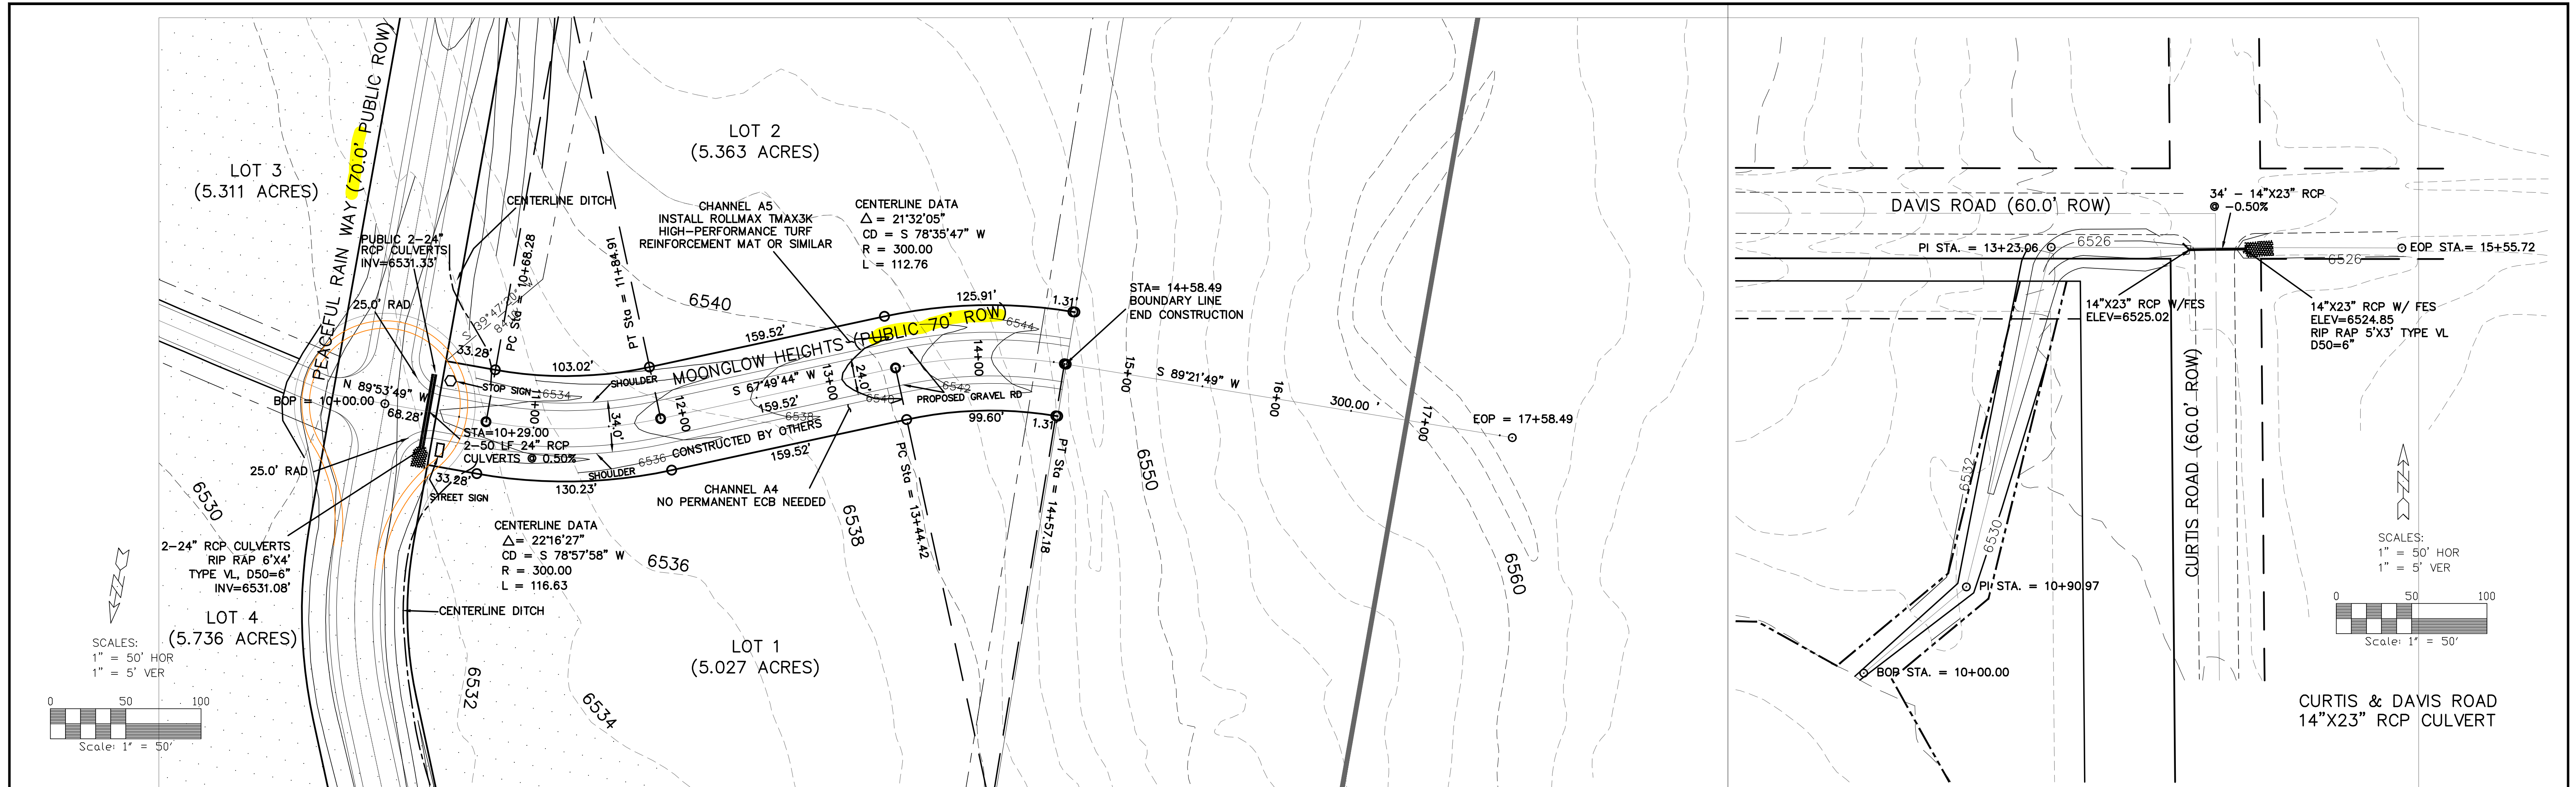 PEACEFUL RAIN WAY (70.0' PUBLIC ROW)
LOT 3
(5.311 ACRES)
LOT 2
(5.363 ACRES)
CENTERLINE DITCH
PUBLIC 2-24"
RCP CULVERTS
INV=6531.33'
25.0' RAD
PC Sta = 10+68.28
PT Sta = 11+84.91
CHANNEL A5
INSTALL ROLLMAX TMAX3K
HIGH-PERFORMANCE TURF
REINFORCEMENT MAT OR SIMILAR
CENTERLINE DATA
△ = 21°32'05"
CD = S 78°35'47" W
R = 300.00
L = 112.76
6540
125.91'
1.31'
STA= 14+58.49
BOUNDARY LINE
END CONSTRUCTION
159.52'
33.28'
103.02'
MOONGLOW HEIGHTS (PUBLIC 70' ROW)
6544
N 89°53'49" W
BOP = 10+00.00
68.28'
STOP SIGN
6534
11+00
SHOULDER
34.0'
12+00
S 67°49'44" W
159.52'
13+00
24.0'
14+00
6542
6540
6538
PROPOSED GRAVEL RD
99.60'
1.31'
15+00
S 89°21'49" W
16+00
300.00 '
17+00
EOP = 17+58.49
STA=10+29.00
2-50 LF 24" RCP
CULVERTS @ 0.50%
6536
CONSTRUCTED BY OTHERS
SHOULDER
159.52'
25.0' RAD
33.28'
STREET SIGN
130.23'
CHANNEL A4
NO PERMANENT ECB NEEDED
PC Sta = 13+44.42
PT Sta = 14+57.18
6530
6538
6550
6560
2-24" RCP CULVERTS
RIP RAP 6'X4'
TYPE VL, D50=6"
INV=6531.08'
CENTERLINE DATA
△= 22°16'27"
CD = S 78°57'58" W
R = 300.00
L = 116.63
6536
CENTERLINE DITCH
LOT 4
(5.736 ACRES)
LOT 1
(5.027 ACRES)
6532
6534
SCALES:
1" = 50' HOR
1" = 5' VER
0 50 100
Scale: 1" = 50'
DAVIS ROAD (60.0' ROW)
34' - 14"X23" RCP
@ -0.50%
PI STA. = 13+23.06
6526
EOP STA.= 15+55.72
6526
14"X23" RCP W/FES
ELEV=6525.02
14"X23" RCP W/ FES
ELEV=6524.85
RIP RAP 5'X3' TYPE VL
D50=6"
CURTIS ROAD (60.0' ROW)
6532
6530
PI STA. = 10+90.97
BOP STA. = 10+00.00
SCALES:
1" = 50' HOR
1" = 5' VER
0 50 100
Scale: 1" = 50'
CURTIS & DAVIS ROAD
14"X23" RCP CULVERT